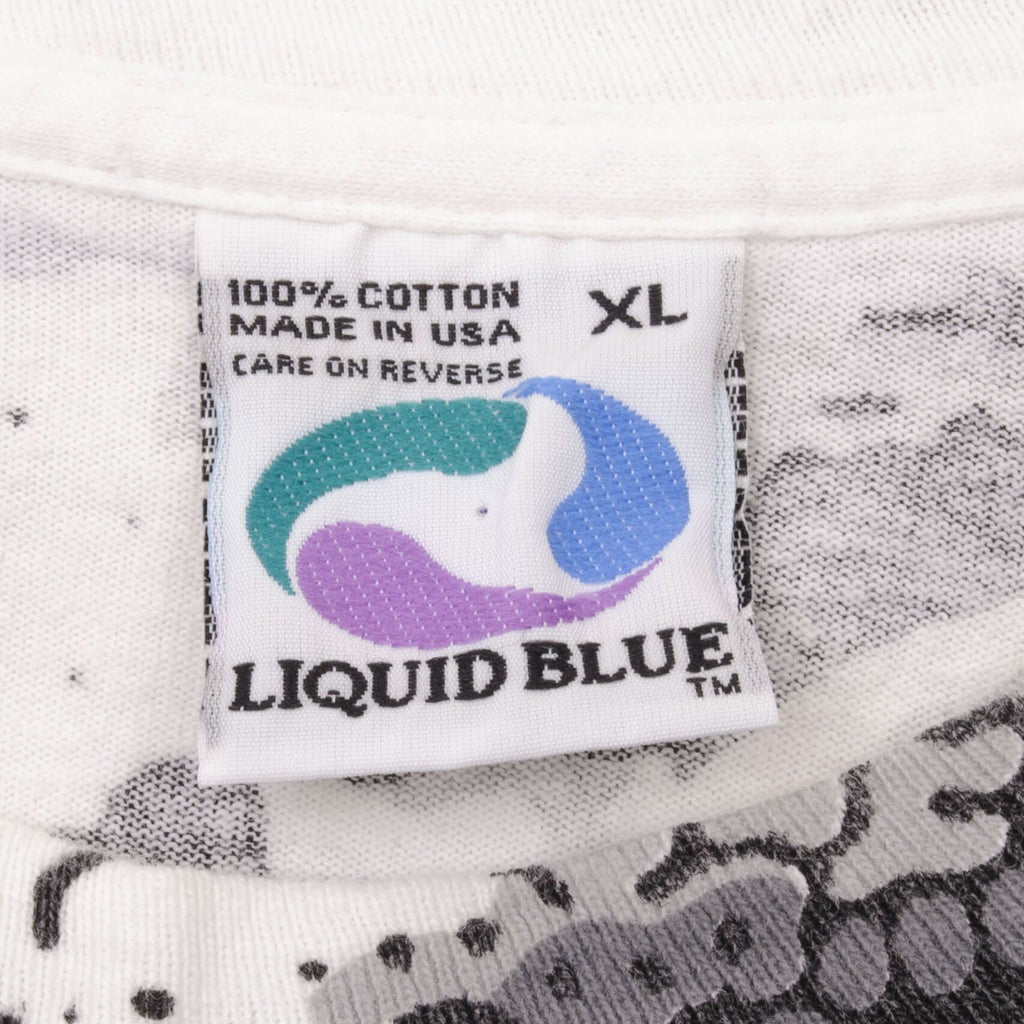 100% COTTON
MADE IN USA
CARE ON REVERSE
XL
LIQUID BLUE
TM